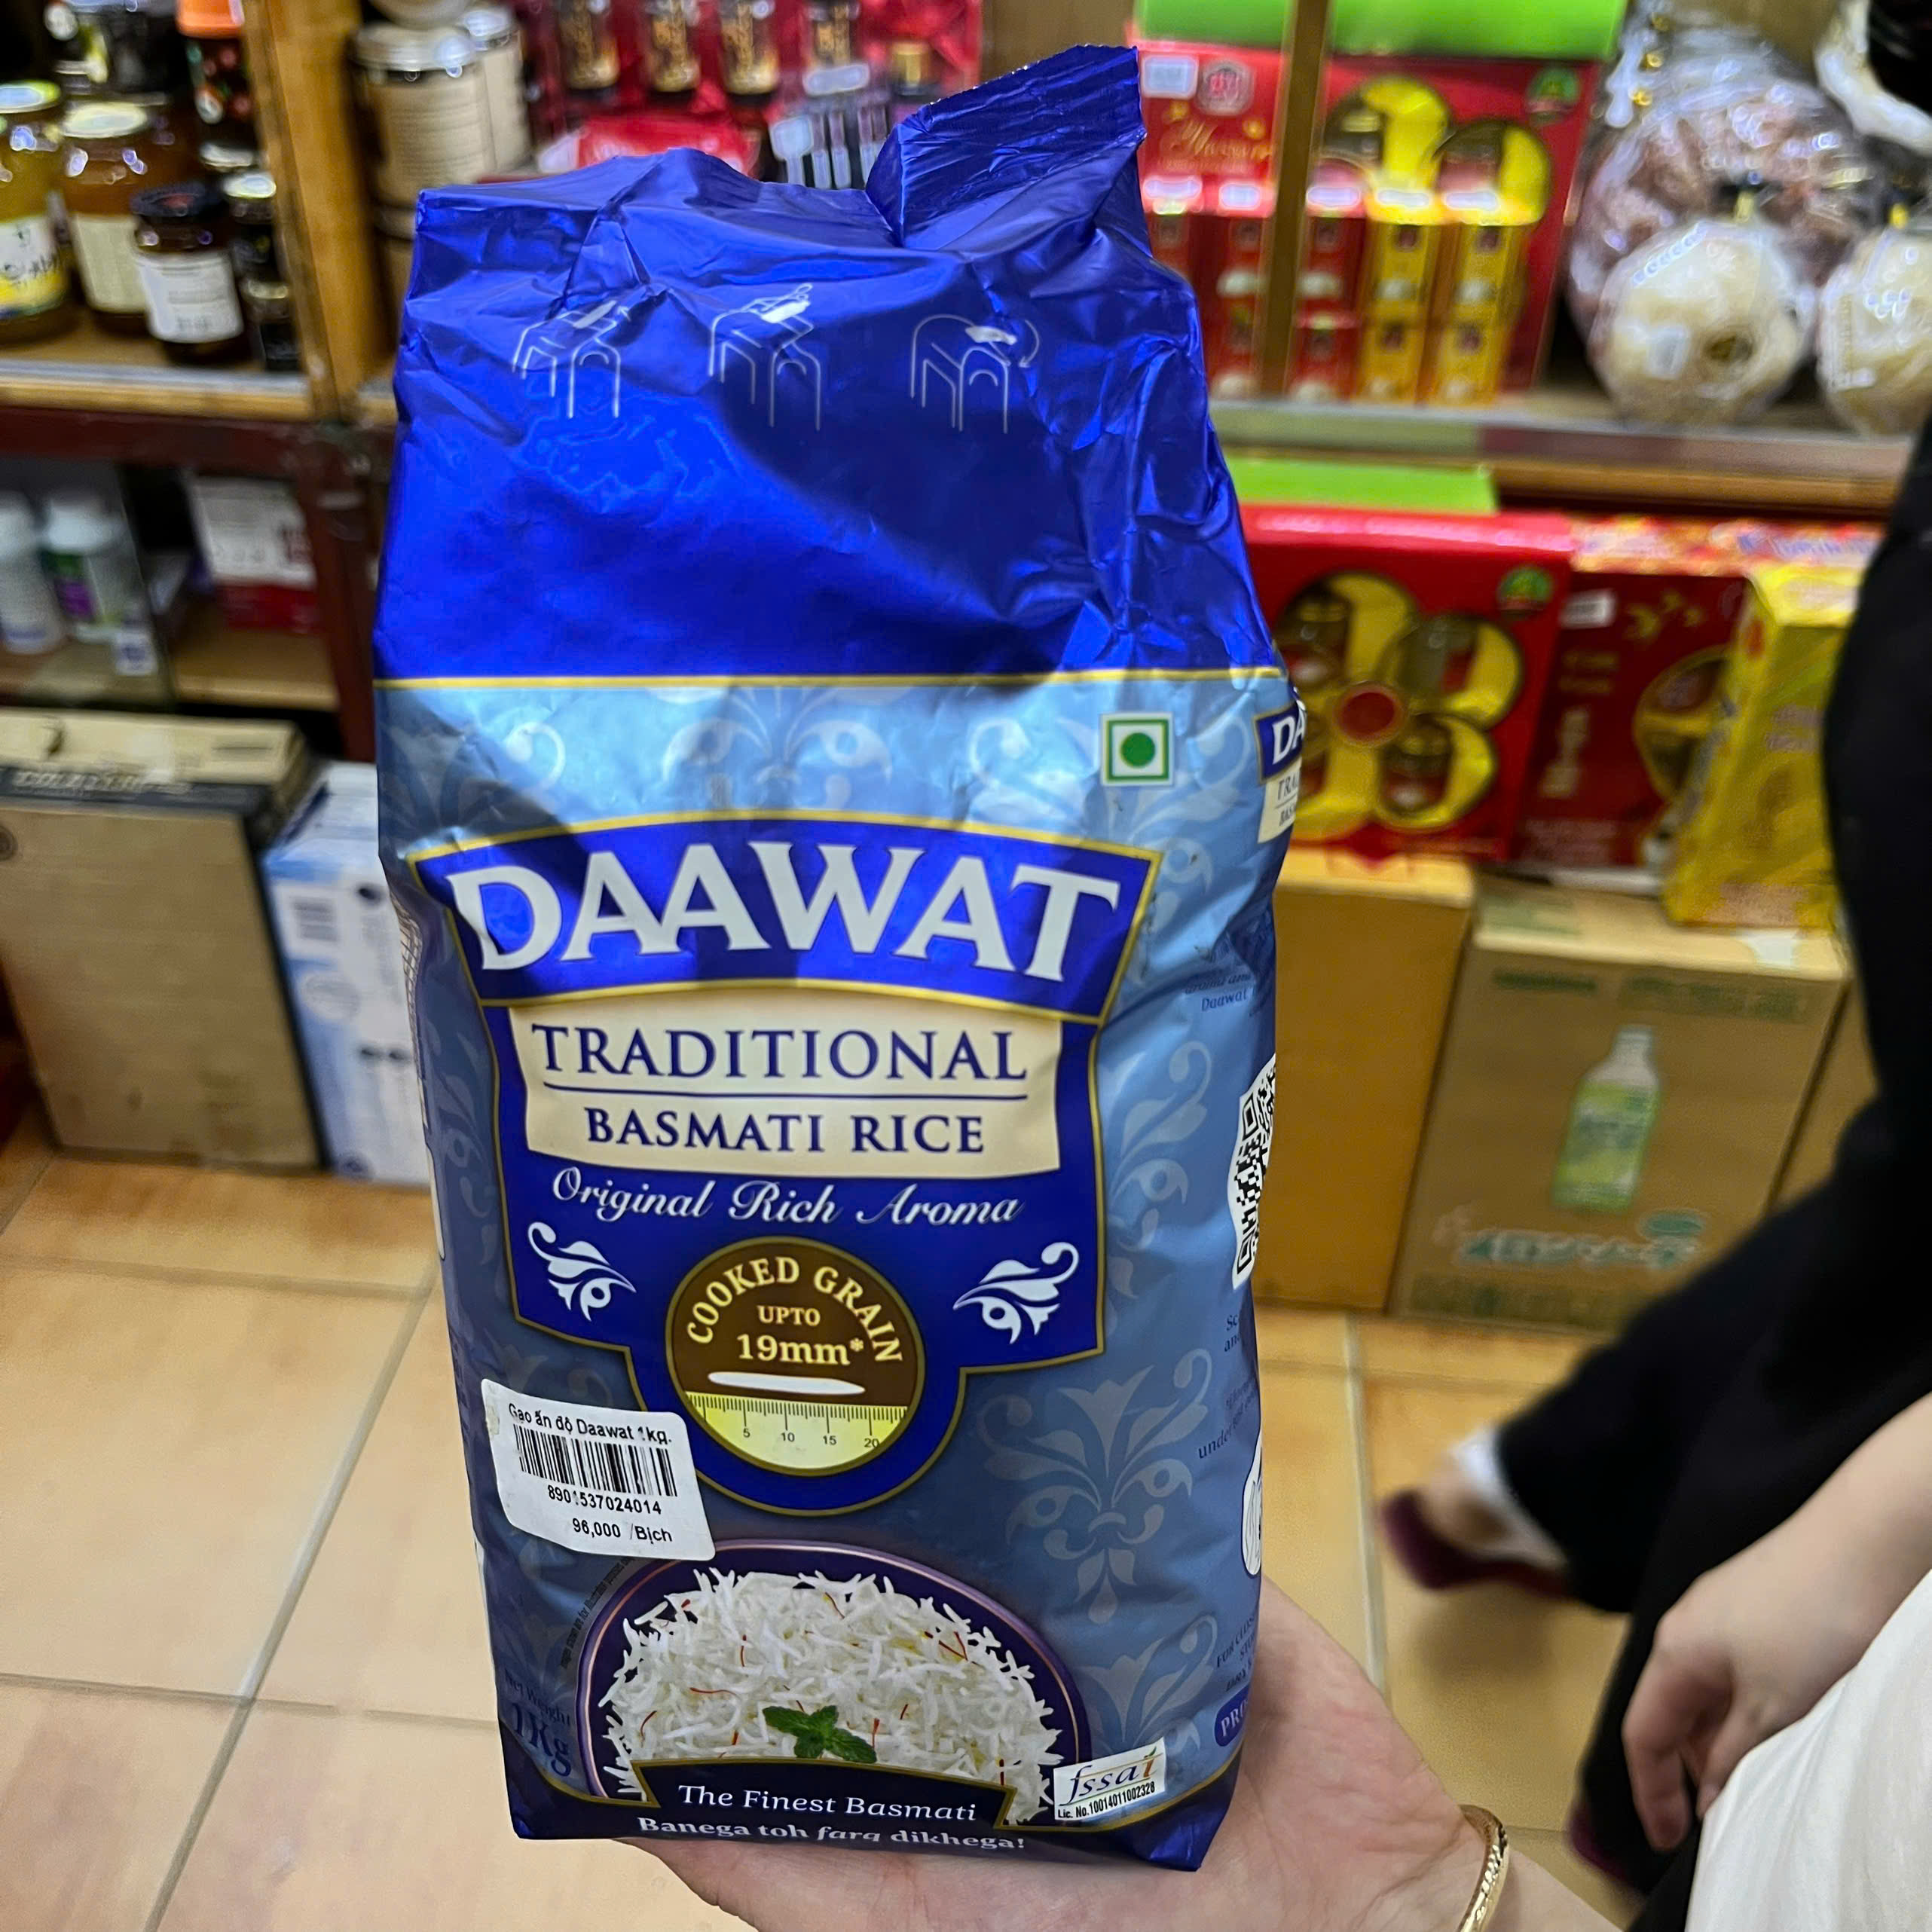 DAAWAT
TRADITIONAL
BASMATI RICE
Original Rich Aroma
COOKED GRAIN
UPTO
19mm*
5 10 15 20
Gạo ấn độ Daawat 1kg.
8901537024014
96,000 /Bịch
Net Weight
1Kg
The Finest Basmati
Banega toh farq dikhega!
fssai
Lic. No.10014011002328
DA
Daawat